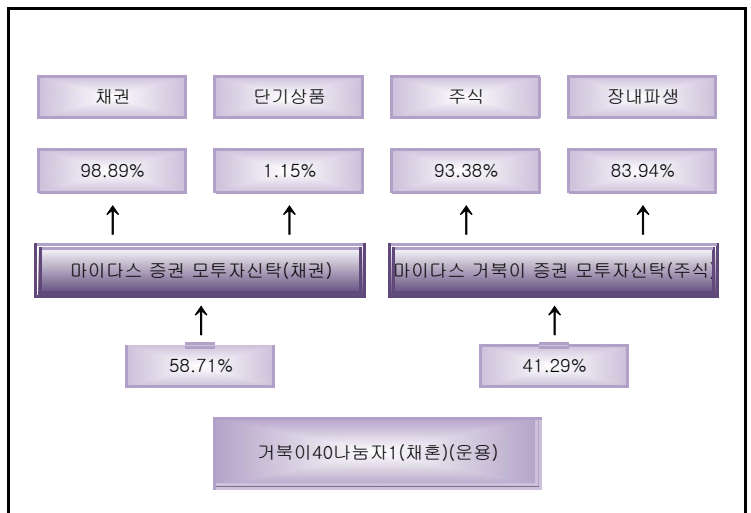 채권 단기상품 주식 장내파생
98.89% 1.15% 93.38% 83.94%
마이다스 증권 모투자신탁(채권) 마이다스 거북이 증권 모투자신탁(주식)
58.71% 41.29%
거북이40나눔자1(채혼)(운용)